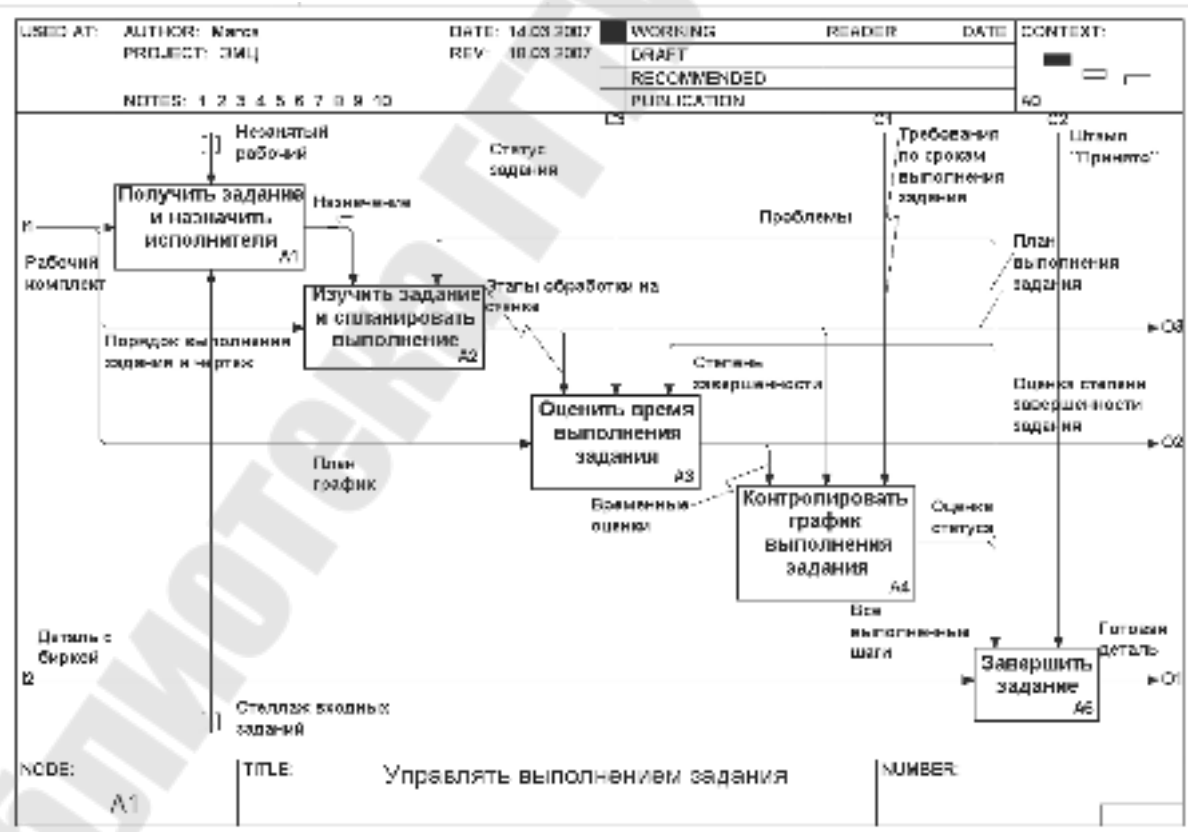 USED AT:
AUTHOR: Marca
DATE: 14.03.2007
WORKING
READER
DATE
CONTEXT:
PROJECT: ЭМЦ
REV: 18.03.2007
DRAFT
RECOMMENDED
NOTES: 1 2 3 4 5 6 7 8 9 10
PUBLICATION
A0
C3
C1
C2
Незанятый
рабочий
Статус
задания
Требования
по срокам
выполнения
задания
Штамп
"Принято"
Получить задание
и назначить
исполнителя
A1
Назначение
Проблемы
I1
Рабочий
комплект
План
выполнения
задания
Изучить задание
и спланировать
выполнение
A2
Этапы обработки на
станке
O3
Порядок выполнения
задания и чертеж
Степень
завершенности
Оценка степени
завершенности
задания
Оценить время
выполнения
задания
A3
O2
План
график
Временные
оценки
Контролировать
график
выполнения
задания
A4
Оценка
статуса
Все
выполненные
шаги
Деталь с
биркой
I2
Готовая
деталь
Завершить
задание
A5
O1
Стеллаж входных
заданий
NODE:
A1
TITLE:
Управлять выполнением задания
NUMBER: